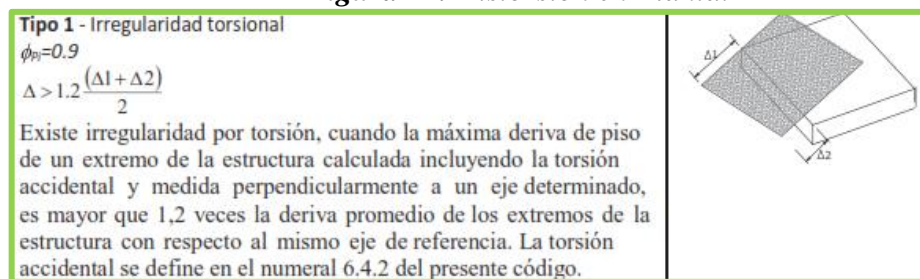 Tipo 1 - Irregularidad torsional
ϕPi=0.9
Δ > 1.2 (Δ1 + Δ2) / 2
Existe irregularidad por torsión, cuando la máxima deriva de piso
de un extremo de la estructura calculada incluyendo la torsión
accidental y medida perpendicularmente a un eje determinado,
es mayor que 1,2 veces la deriva promedio de los extremos de la
estructura con respecto al mismo eje de referencia. La torsión
accidental se define en el numeral 6.4.2 del presente código.
Δ1
Δ2